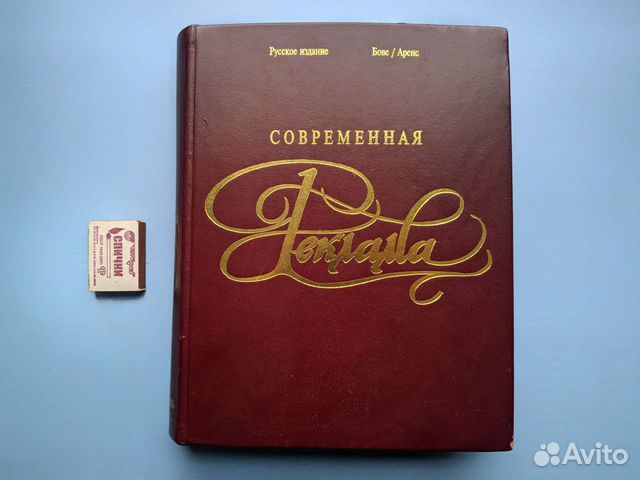 Русское издание Бове / Аренс
СОВРЕМЕННАЯ
Реклама
СПИЧКИ
Avito